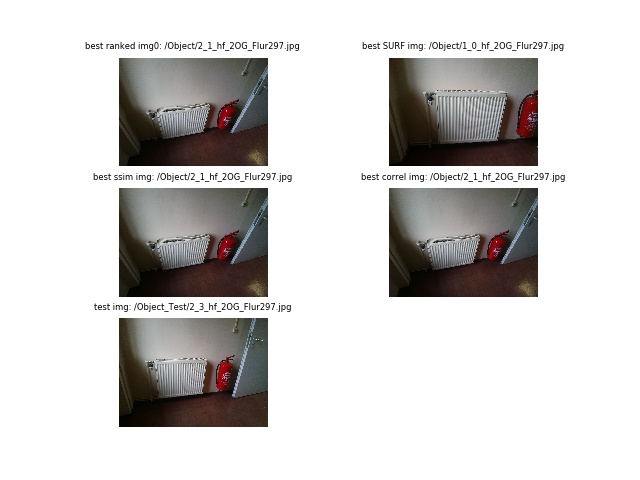 best ranked img0: /Object/2_1_hf_2OG_Flur297.jpg
best SURF img: /Object/1_0_hf_2OG_Flur297.jpg
best ssim img: /Object/2_1_hf_2OG_Flur297.jpg
best correl img: /Object/2_1_hf_2OG_Flur297.jpg
test img: /Object_Test/2_3_hf_2OG_Flur297.jpg